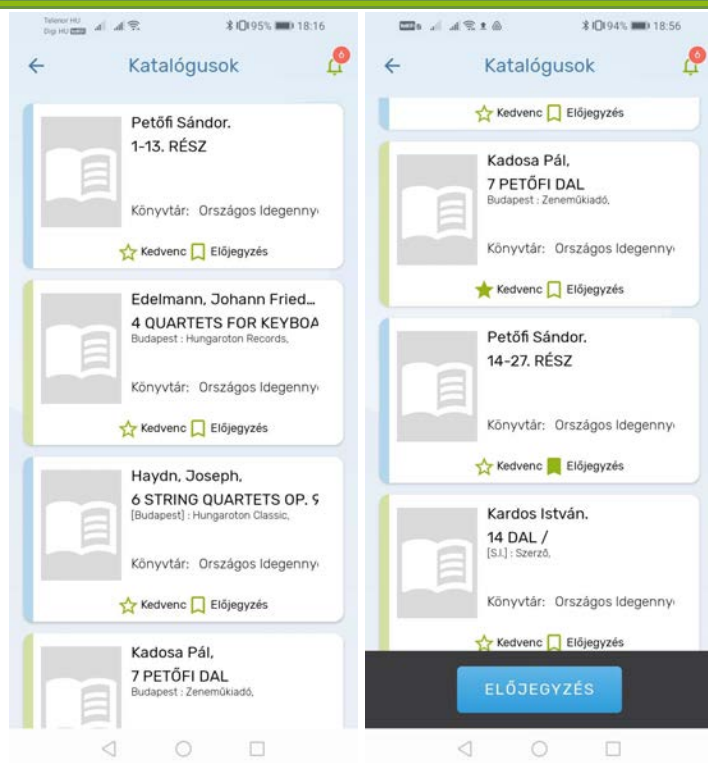 Telenor HU
Digi HU VoLTE
95% 18:16
Katalógusok
6
Petőfi Sándor.
1-13. RÉSZ
Könyvtár: Országos Idegenny
Kedvenc Előjegyzés
Edelmann, Johann Fried...
4 QUARTETS FOR KEYBOA
Budapest : Hungaroton Records,
Könyvtár: Országos Idegenny
Kedvenc Előjegyzés
Haydn, Joseph,
6 STRING QUARTETS OP. 9
[Budapest] : Hungaroton Classic,
Könyvtár: Országos Idegenny
Kedvenc Előjegyzés
Kadosa Pál,
7 PETŐFI DAL
Budapest : Zeneműkiadó,
94% 18:56
Katalógusok
6
Kedvenc Előjegyzés
Kadosa Pál,
7 PETŐFI DAL
Budapest : Zeneműkiadó,
Könyvtár: Országos Idegenny
Kedvenc Előjegyzés
Petőfi Sándor.
14-27. RÉSZ
Könyvtár: Országos Idegenny
Kedvenc Előjegyzés
Kardos István.
14 DAL /
[S.l.] : Szerző,
Könyvtár: Országos Idegenny
Kedvenc Előjegyzés
ELŐJEGYZÉS